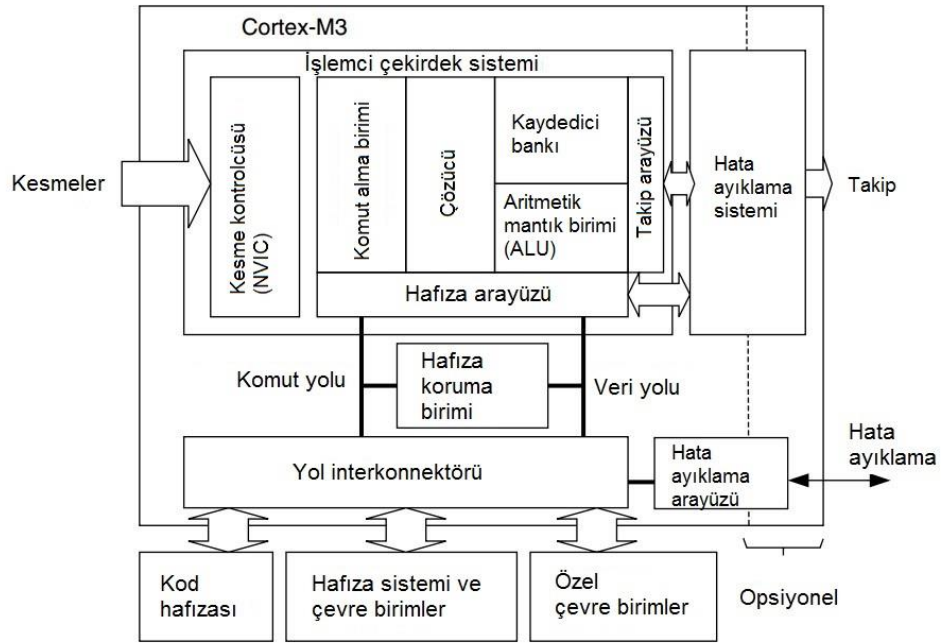 Cortex-M3
İşlemci çekirdek sistemi
Kesmeler
Kesme kontrolcüsü
(NVIC)
Komut alma birimi
Çözücü
Kaydedici
bankı
Aritmetik
mantık birimi
(ALU)
Takip arayüzü
Hata
ayıklama
sistemi
Takip
Hafıza arayüzü
Komut yolu
Hafıza
koruma
birimi
Veri yolu
Yol interkonnektörü
Hata
ayıklama
arayüzü
Hata
ayıklama
Kod
hafızası
Hafıza sistemi ve
çevre birimler
Özel
çevre birimler
Opsiyonel